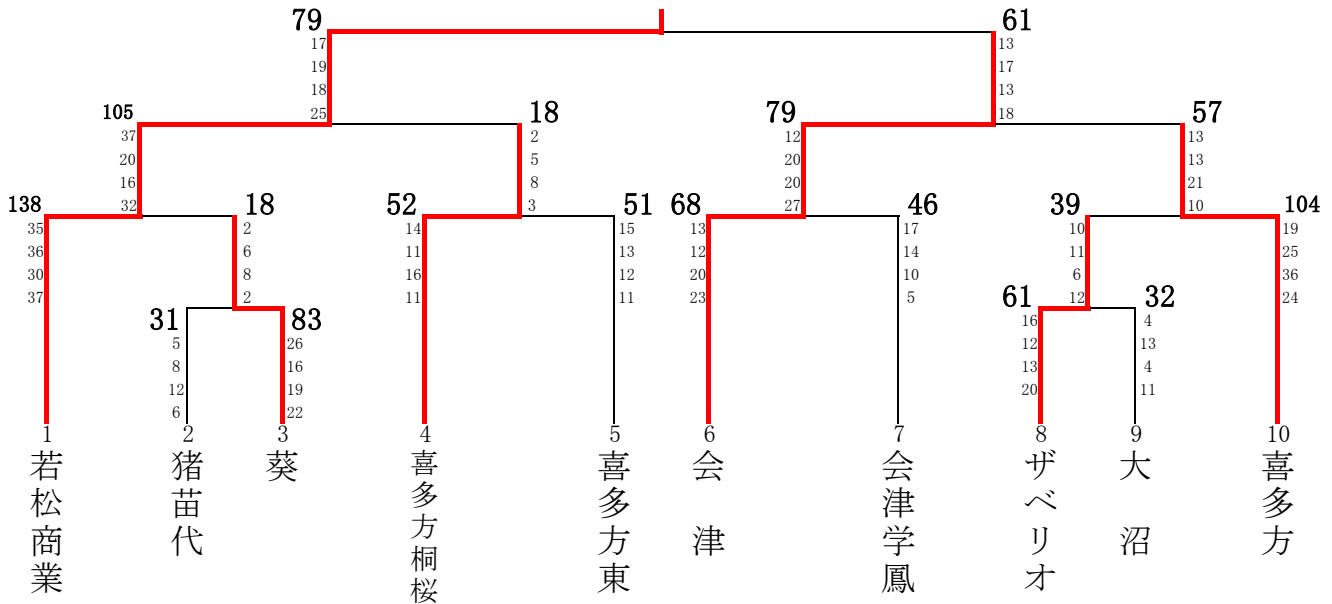 79 61
17 13
19 17
18 13
25 18
105 18 79 57
37 2 12 13
20 5 20 13
16 8 20 21
32 3 27 10
138 18 52 51 68 46 39 104
35 2 14 15 13 17 10 19
36 6 11 13 12 14 11 25
30 8 16 12 20 10 6 36
37 2 11 11 23 5 12 24
31 83 61 32
5 26 16 4
8 16 12 13
12 19 13 4
6 22 20 11
1 2 3 4 5 6 7 8 9 10
若松商業
猪苗代
葵
喜多方桐桜
喜多方東
会 津
会津学鳳
ザベリオ
大 沼
喜多方